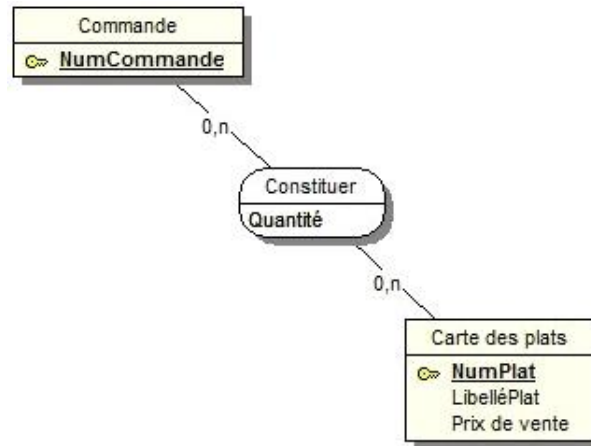 Commande
NumCommande
0,n
Constituer
Quantité
0,n
Carte des plats
NumPlat
LibelléPlat
Prix de vente